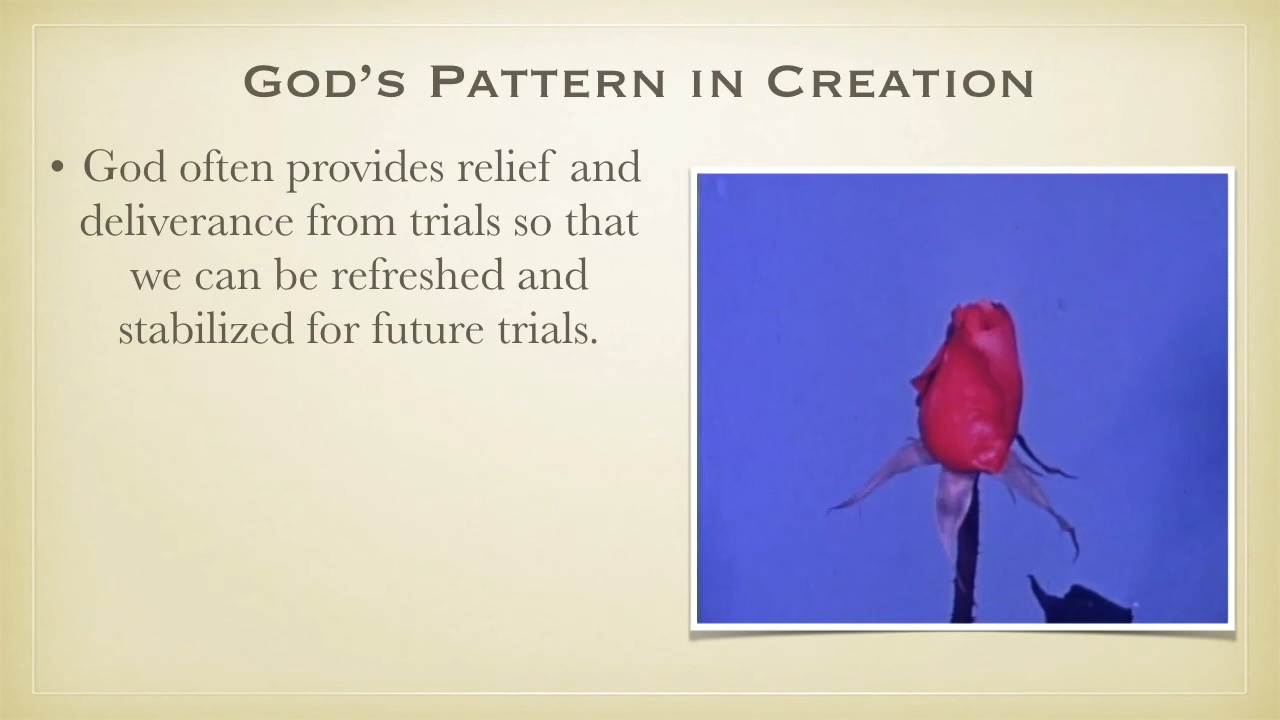 God’s Pattern in Creation
• God often provides relief and
deliverance from trials so that
we can be refreshed and
stabilized for future trials.